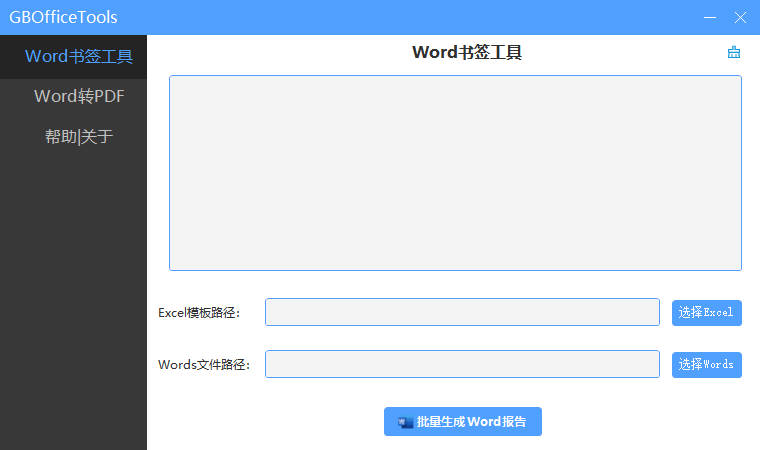 GBOfficeTools
Word书签工具
Word转PDF
帮助|关于
Word书签工具
Excel模板路径：
选择Excel
Words文件路径：
选择Words
批量生成Word报告